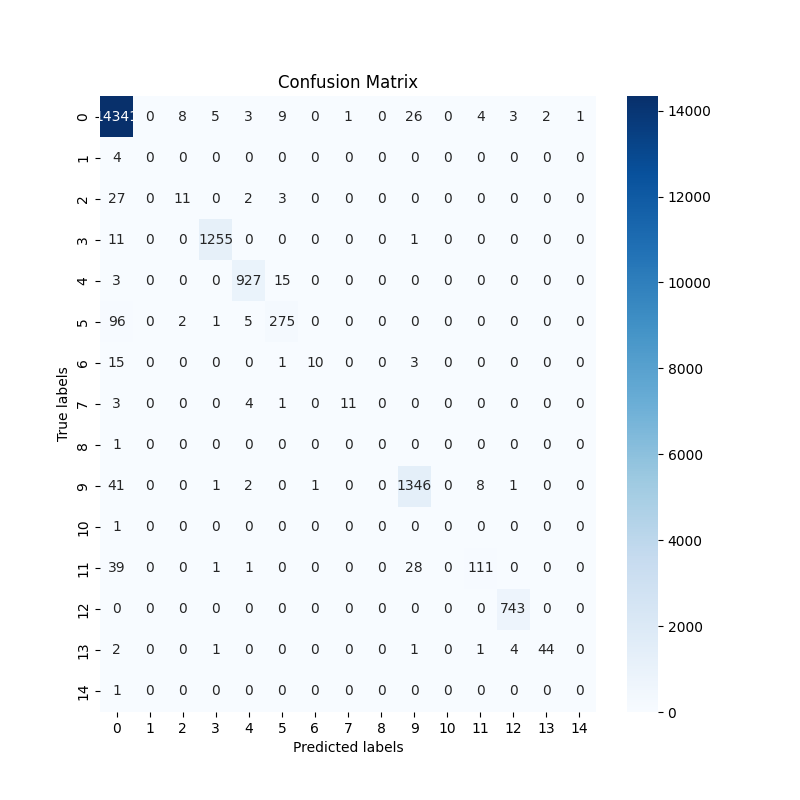 Confusion Matrix
0 14341 0 8 5 3 9 0 1 0 26 0 4 3 2 1
1 4 0 0 0 0 0 0 0 0 0 0 0 0 0 0
2 27 0 11 0 2 3 0 0 0 0 0 0 0 0 0
3 11 0 0 1255 0 0 0 0 0 1 0 0 0 0 0
4 3 0 0 0 927 15 0 0 0 0 0 0 0 0 0
5 96 0 2 1 5 275 0 0 0 0 0 0 0 0 0
6 15 0 0 0 0 1 10 0 0 3 0 0 0 0 0
7 3 0 0 0 4 1 0 11 0 0 0 0 0 0 0
8 1 0 0 0 0 0 0 0 0 0 0 0 0 0 0
9 41 0 0 1 2 0 1 0 0 1346 0 8 1 0 0
10 1 0 0 0 0 0 0 0 0 0 0 0 0 0 0
11 39 0 0 1 1 0 0 0 0 28 0 111 0 0 0
12 0 0 0 0 0 0 0 0 0 0 0 0 743 0 0
13 2 0 0 1 0 0 0 0 0 1 0 1 4 44 0
14 1 0 0 0 0 0 0 0 0 0 0 0 0 0 0
0 1 2 3 4 5 6 7 8 9 10 11 12 13 14
Predicted labels
True labels
14000
12000
10000
8000
6000
4000
2000
0